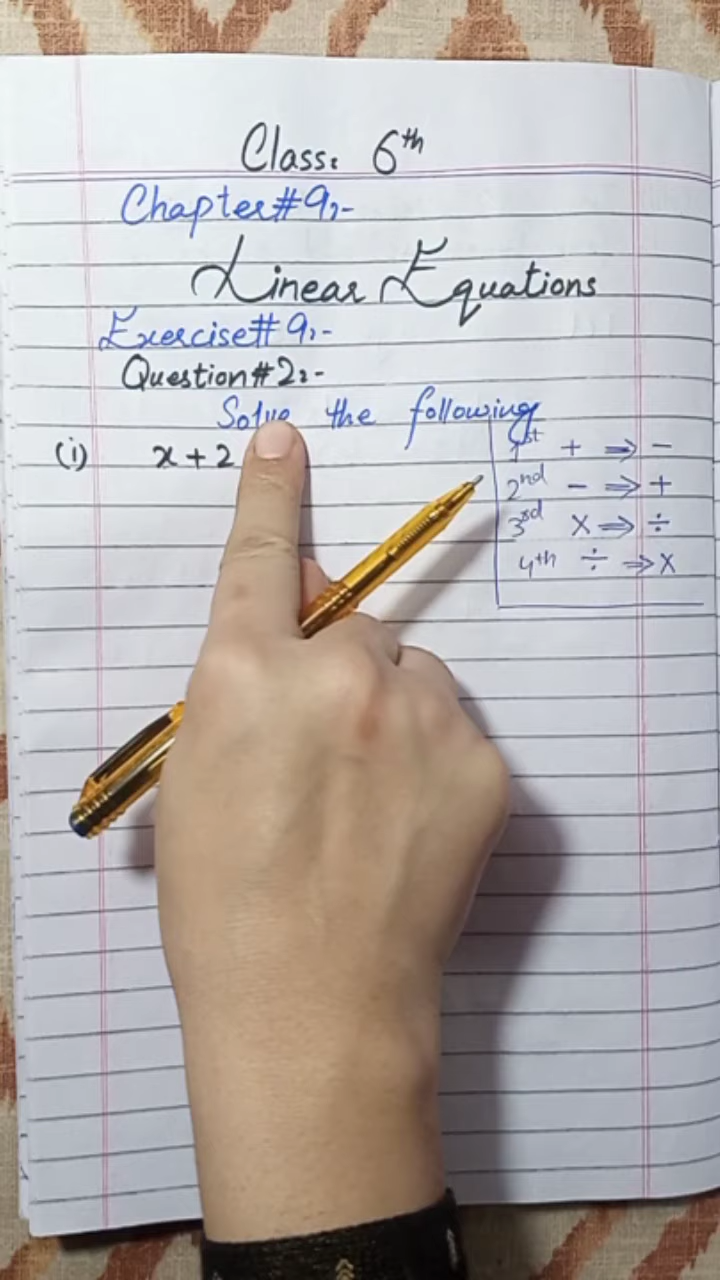 Class: 6th
Chapter#9:-
Linear Equations
Exercise#9:-
Question#2:-
Solve the following
(i) x+2
1st + ⇒ -
2nd - ⇒ +
3rd × ⇒ ÷
4th ÷ ⇒ ×